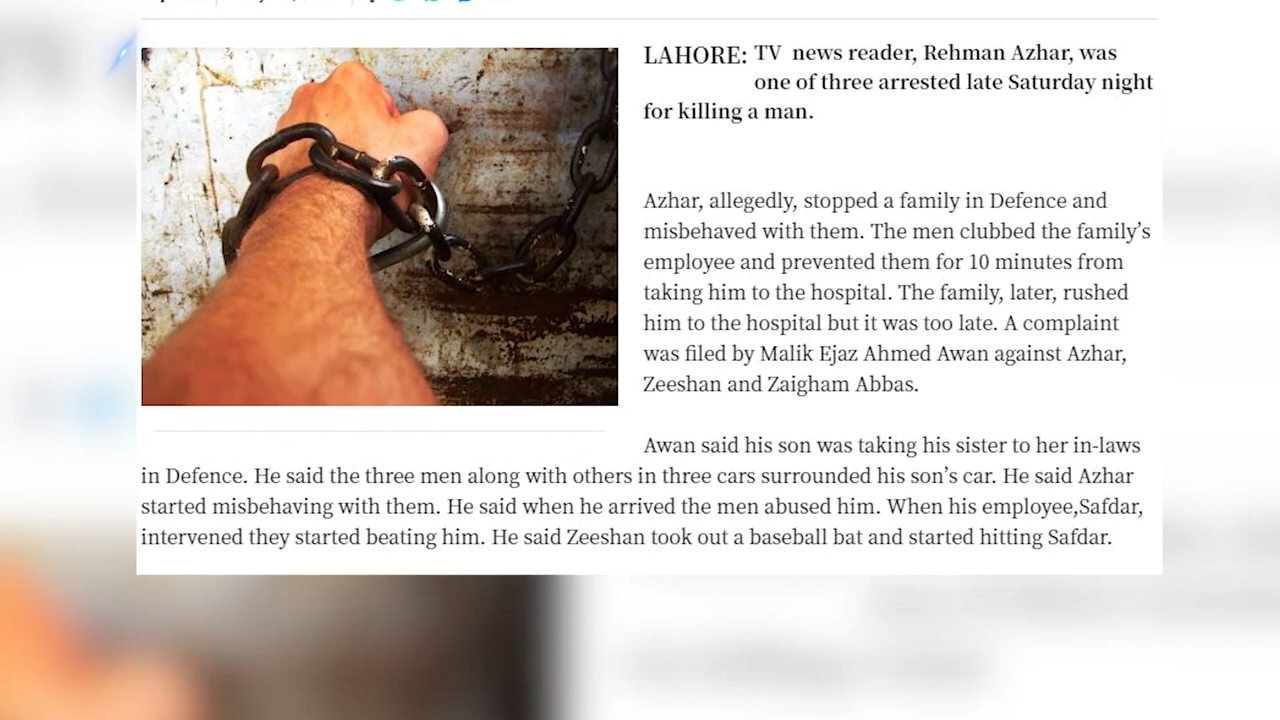 LAHORE: TV news reader, Rehman Azhar, was
one of three arrested late Saturday night
for killing a man.
Azhar, allegedly, stopped a family in Defence and
misbehaved with them. The men clubbed the family’s
employee and prevented them for 10 minutes from
taking him to the hospital. The family, later, rushed
him to the hospital but it was too late. A complaint
was filed by Malik Ejaz Ahmed Awan against Azhar,
Zeeshan and Zaigham Abbas.
Awan said his son was taking his sister to her in-laws
in Defence. He said the three men along with others in three cars surrounded his son’s car. He said Azhar
started misbehaving with them. He said when he arrived the men abused him. When his employee,Safdar,
intervened they started beating him. He said Zeeshan took out a baseball bat and started hitting Safdar.